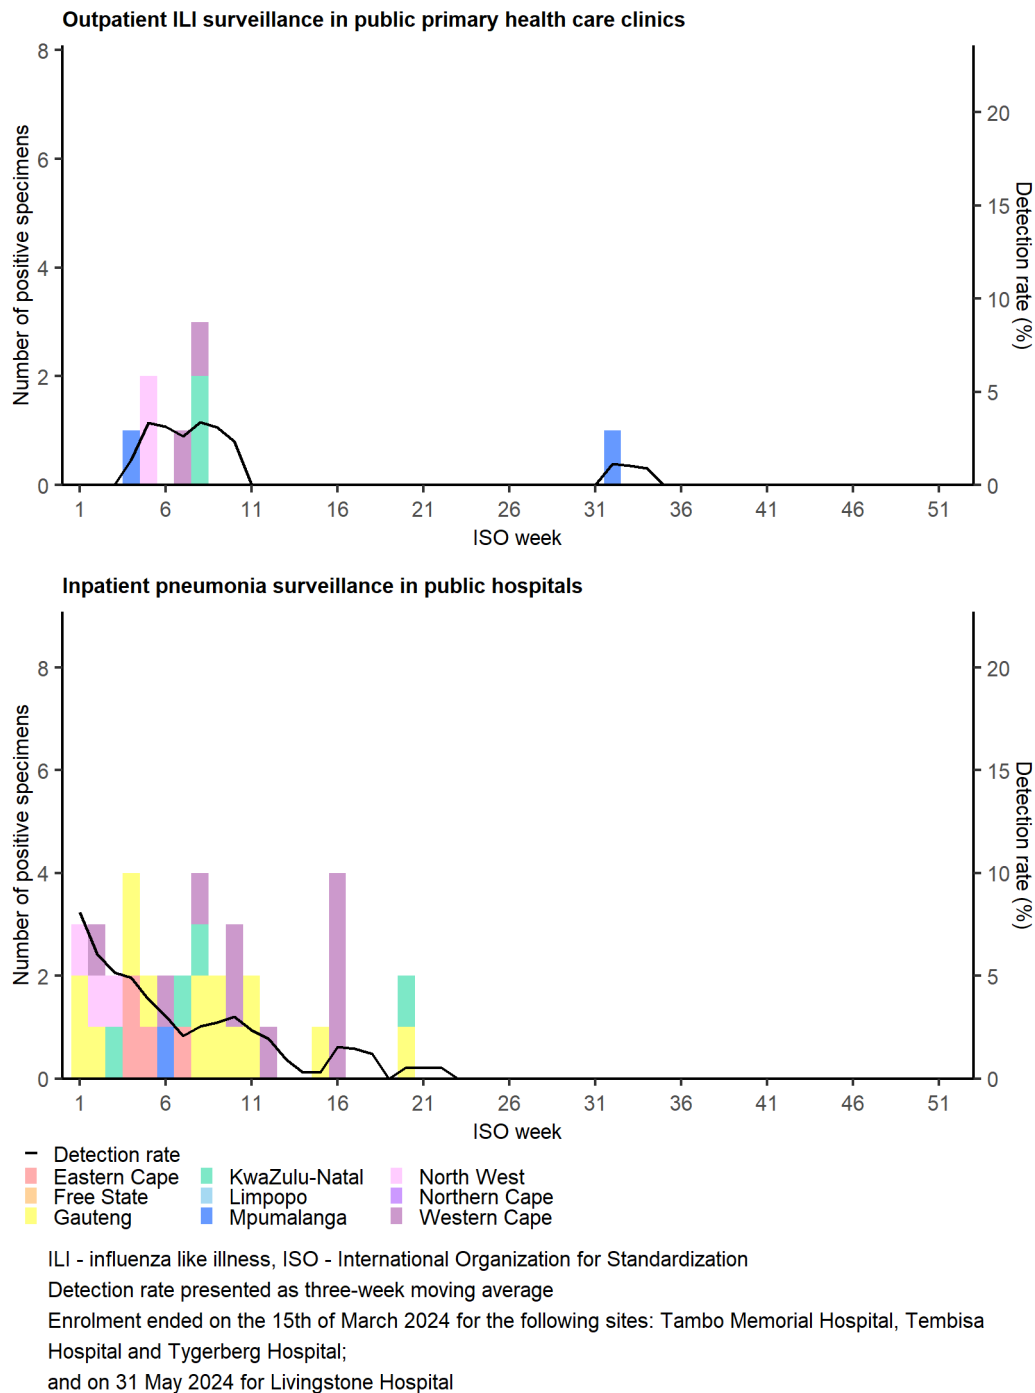 Outpatient ILI surveillance in public primary health care clinics
8
6
4
2
0
Number of positive specimens
20
15
10
5
0
Detection rate (%)
1 6 11 16 21 26 31 36 41 46 51
ISO week
Inpatient pneumonia surveillance in public hospitals
8
6
4
2
0
Number of positive specimens
20
15
10
5
0
Detection rate (%)
1 6 11 16 21 26 31 36 41 46 51
ISO week
Detection rate
Eastern Cape KwaZulu-Natal North West
Free State Limpopo Northern Cape
Gauteng Mpumalanga Western Cape
ILI - influenza like illness, ISO - International Organization for Standardization
Detection rate presented as three-week moving average
Enrolment ended on the 15th of March 2024 for the following sites: Tambo Memorial Hospital, Tembisa
Hospital and Tygerberg Hospital;
and on 31 May 2024 for Livingstone Hospital